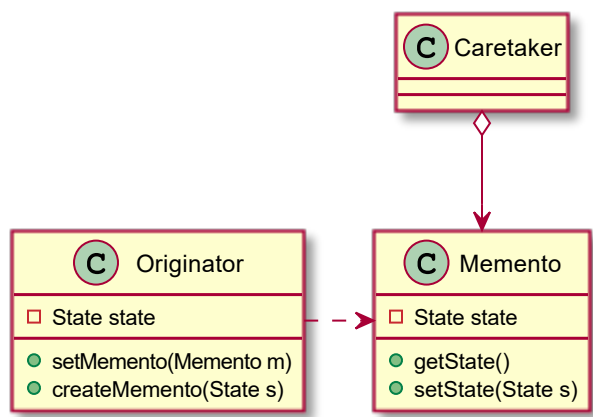 C Caretaker
C Originator
State state
setMemento(Memento m)
createMemento(State s)
C Memento
State state
getState()
setState(State s)